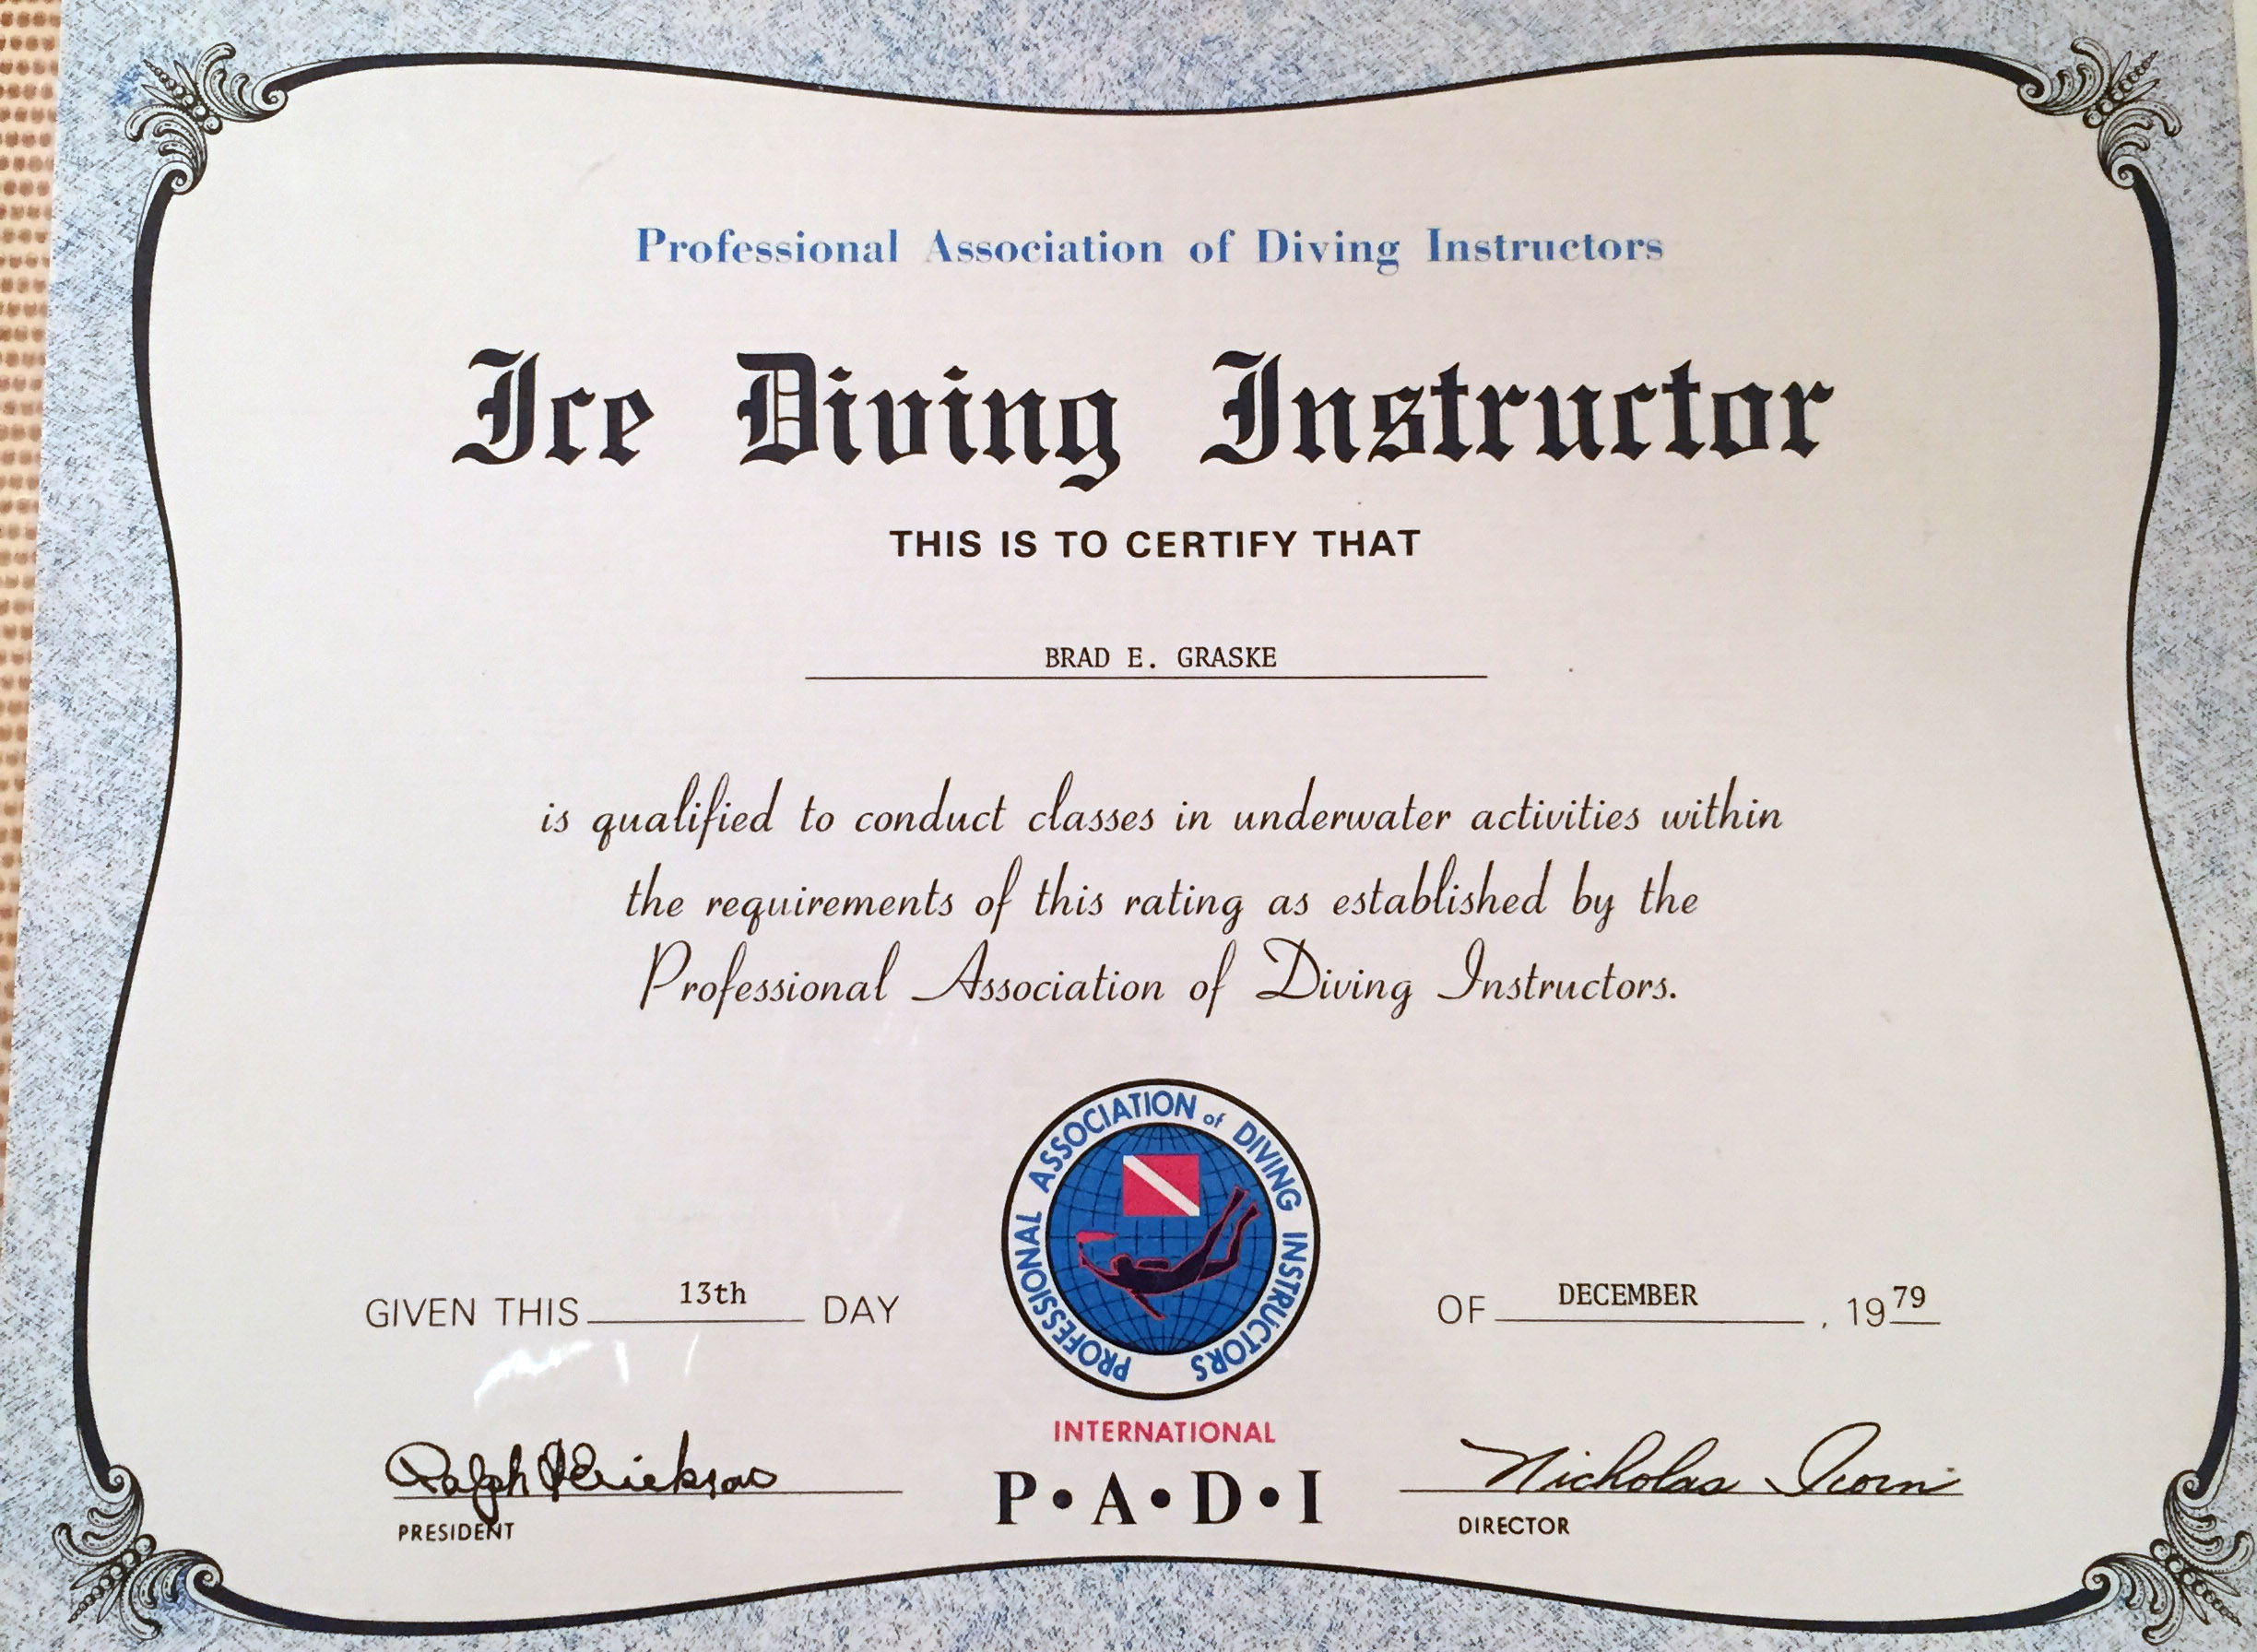 Professional Association of Diving Instructors
Ice Diving Instructor
THIS IS TO CERTIFY THAT
BRAD E. GRASKE
is qualified to conduct classes in underwater activities within
the requirements of this rating as established by the
Professional Association of Diving Instructors.
PROFESSIONAL ASSOCIATION of DIVING INSTRUCTORS
GIVEN THIS 13th DAY OF DECEMBER, 1979
INTERNATIONAL
P•A•D•I
Ralph Erickson
PRESIDENT
Nicholas Icorn
DIRECTOR